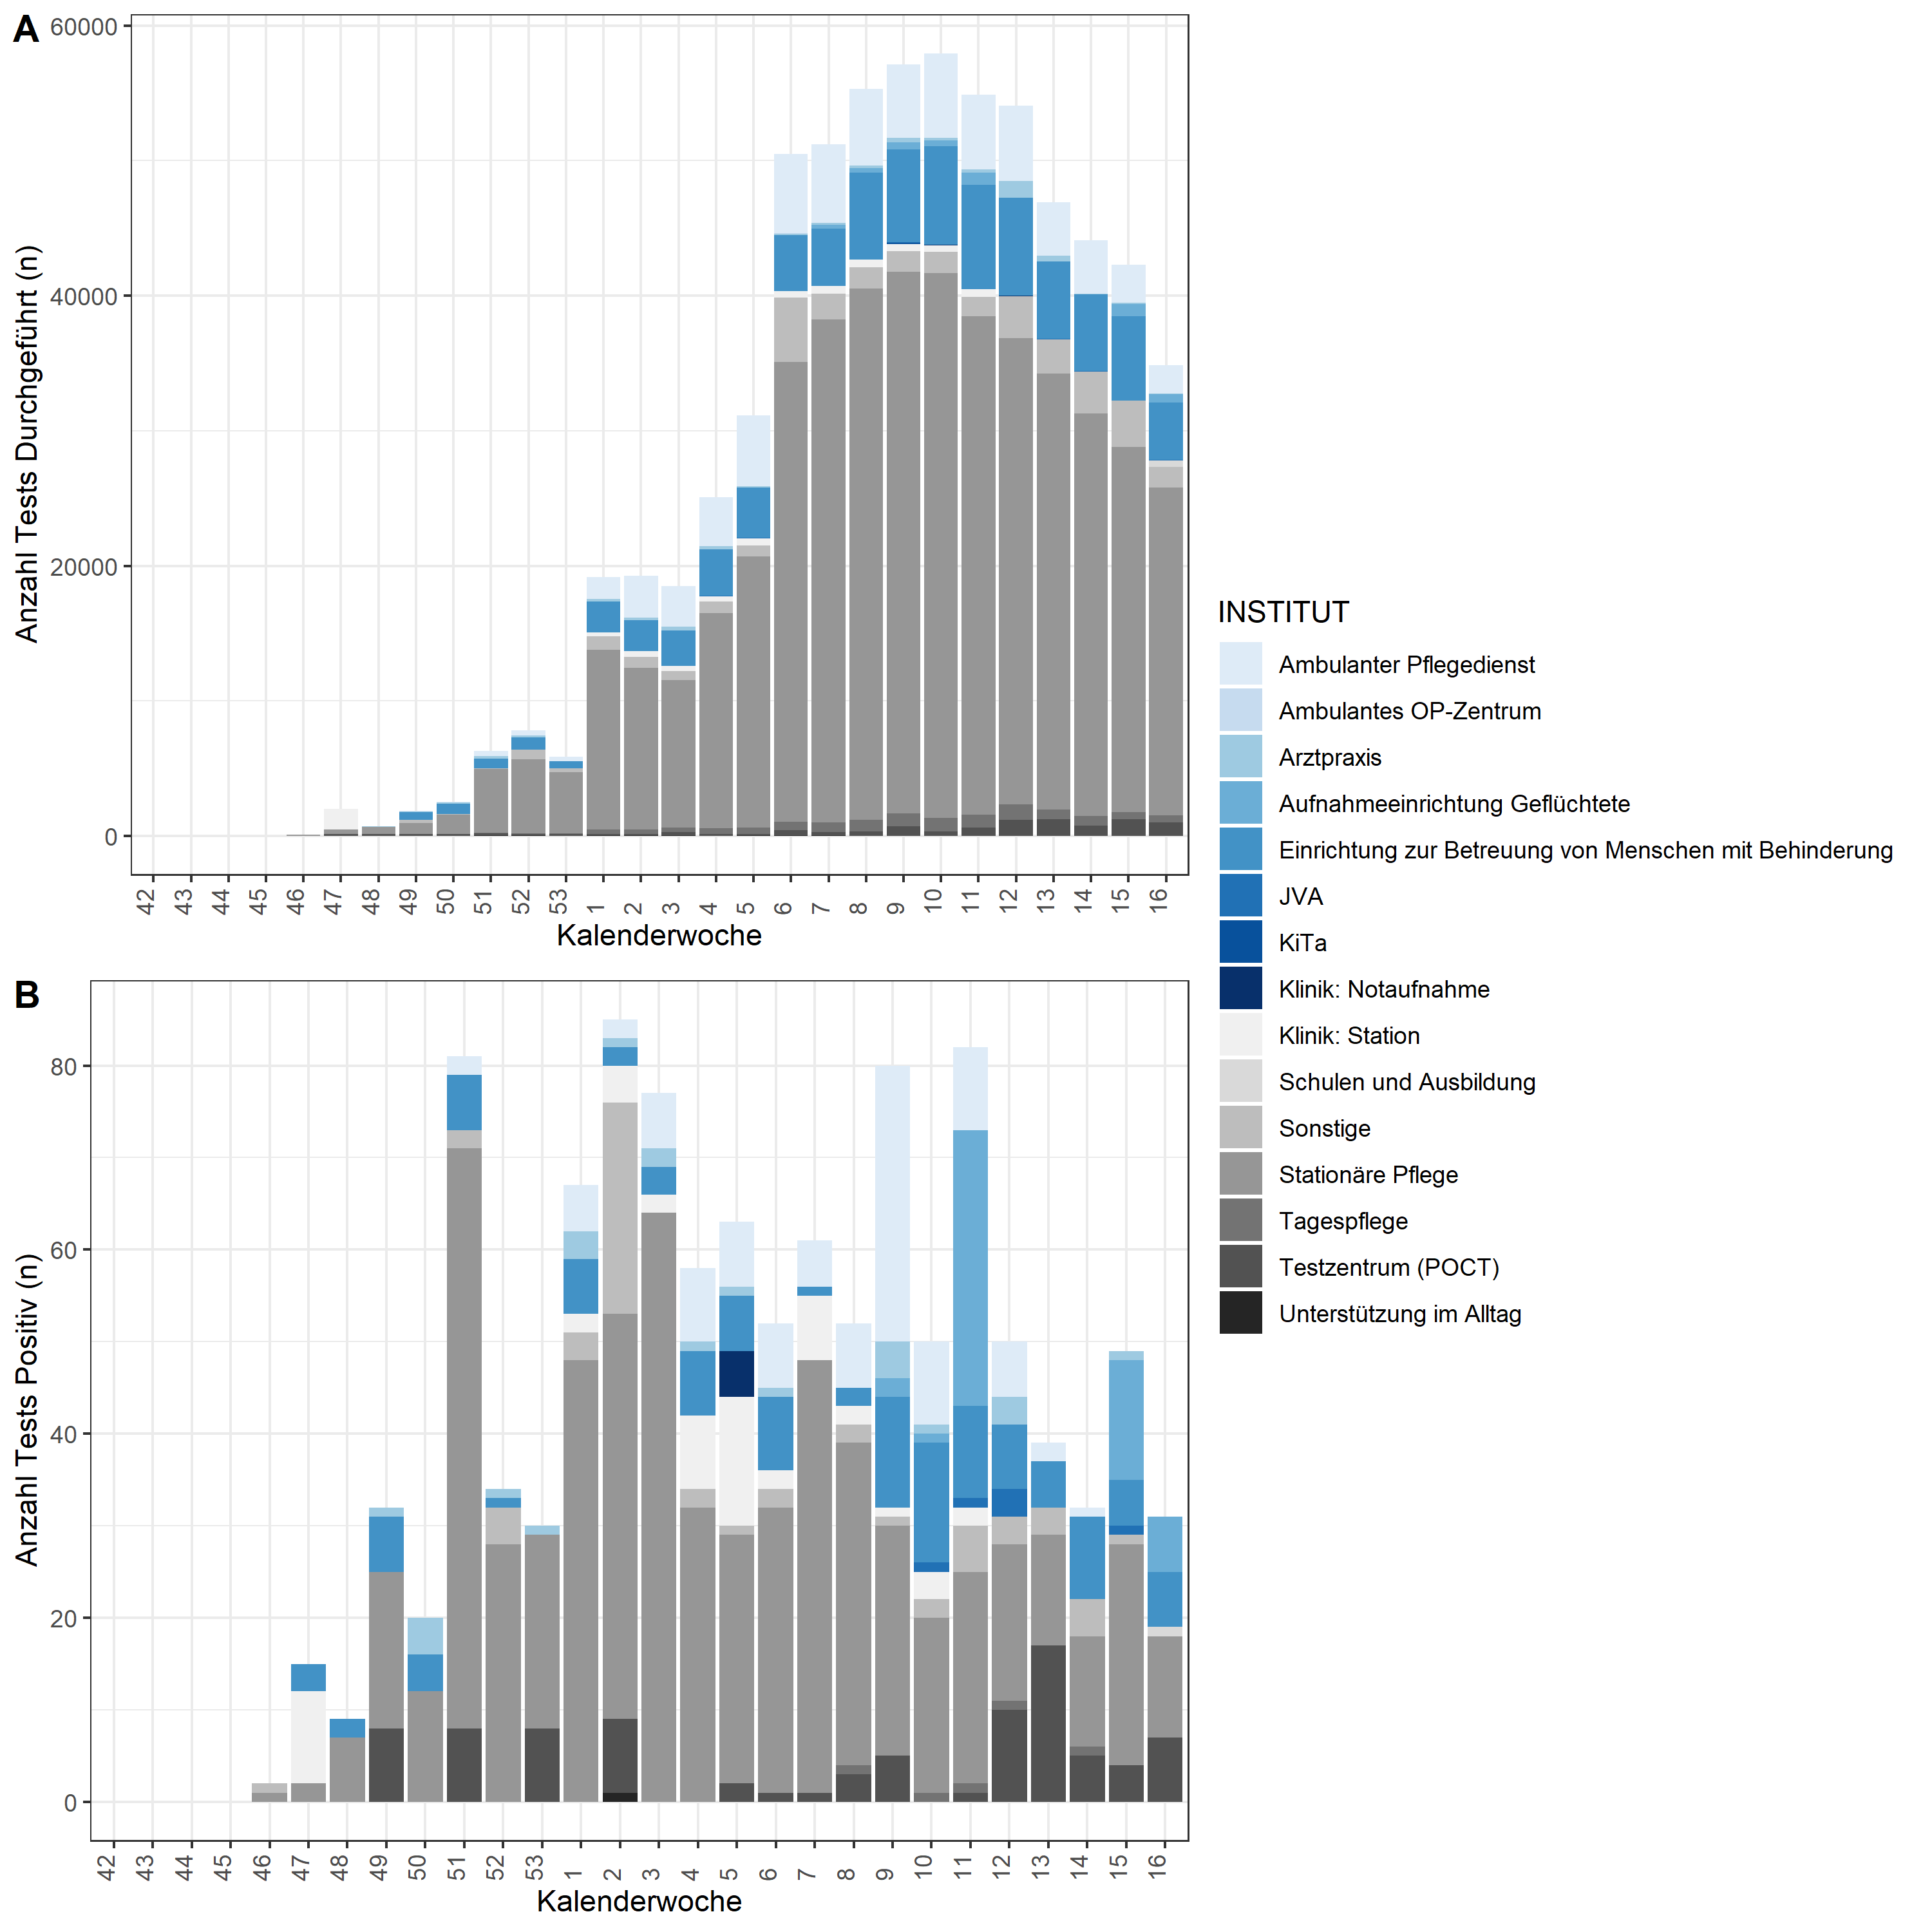 A
Anzahl Tests Durchgeführt (n)
60000
40000
20000
0
42 43 44 45 46 47 48 49 50 51 52 53 1 2 3 4 5 6 7 8 9 10 11 12 13 14 15 16
Kalenderwoche
B
Anzahl Tests Positiv (n)
80
60
40
20
0
42 43 44 45 46 47 48 49 50 51 52 53 1 2 3 4 5 6 7 8 9 10 11 12 13 14 15 16
Kalenderwoche
INSTITUT
Ambulanter Pflegedienst
Ambulantes OP-Zentrum
Arztpraxis
Aufnahmeeinrichtung Geflüchtete
Einrichtung zur Betreuung von Menschen mit Behinderung
JVA
KiTa
Klinik: Notaufnahme
Klinik: Station
Schulen und Ausbildung
Sonstige
Stationäre Pflege
Tagespflege
Testzentrum (POCT)
Unterstützung im Alltag